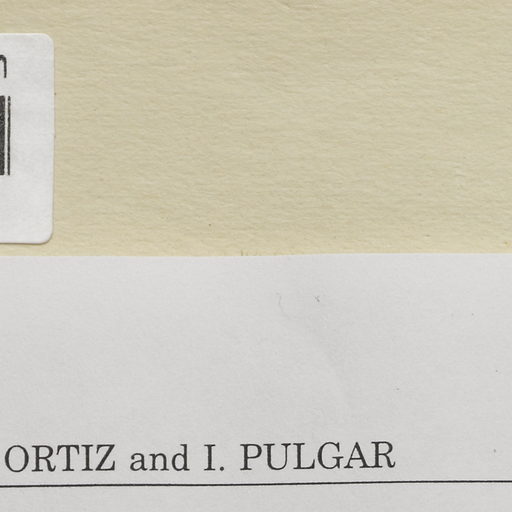 ORTIZ and I. PULGAR